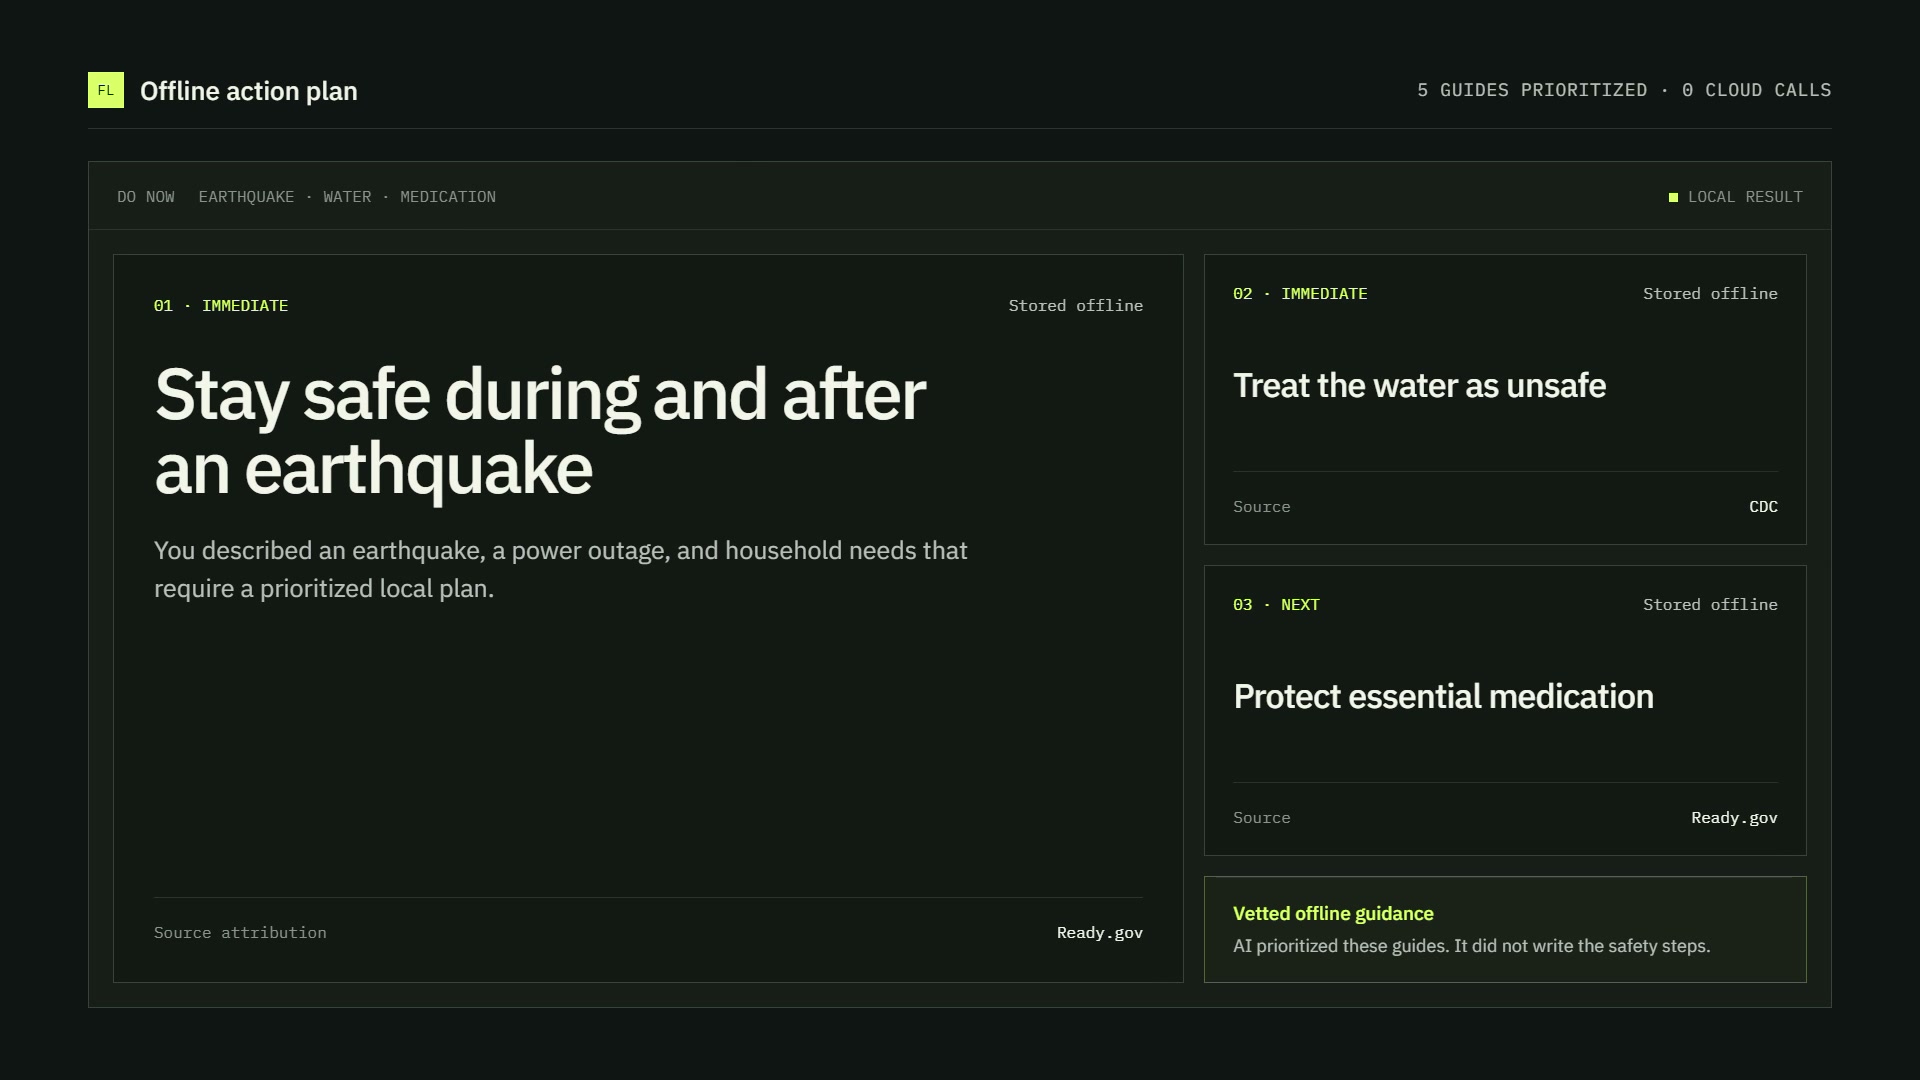 FL
Offline action plan
5 GUIDES PRIORITIZED · 0 CLOUD CALLS
DO NOW EARTHQUAKE · WATER · MEDICATION
LOCAL RESULT
01 · IMMEDIATE
Stored offline
Stay safe during and after
an earthquake
You described an earthquake, a power outage, and household needs that
require a prioritized local plan.
Source attribution
Ready.gov
02 · IMMEDIATE
Stored offline
Treat the water as unsafe
Source
CDC
03 · NEXT
Stored offline
Protect essential medication
Source
Ready.gov
Vetted offline guidance
AI prioritized these guides. It did not write the safety steps.